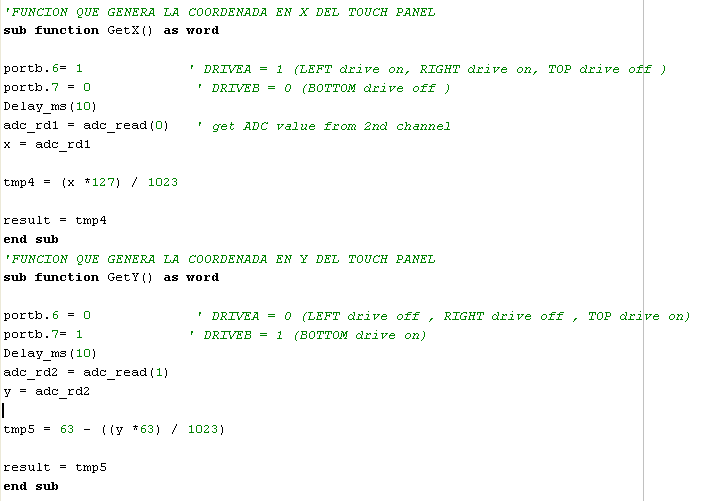 'FUNCION QUE GENERA LA COORDENADA EN X DEL TOUCH PANEL
sub function GetX() as word
portb.6= 1 ' DRIVEA = 1 (LEFT drive on, RIGHT drive on, TOP drive off )
portb.7 = 0 ' DRIVEB = 0 (BOTTOM drive off )
Delay_ms(10)
adc_rd1 = adc_read(0) ' get ADC value from 2nd channel
x = adc_rd1
tmp4 = (x *127) / 1023
result = tmp4
end sub
'FUNCION QUE GENERA LA COORDENADA EN Y DEL TOUCH PANEL
sub function GetY() as word
portb.6 = 0 ' DRIVEA = 0 (LEFT drive off , RIGHT drive off , TOP drive on)
portb.7= 1 ' DRIVEB = 1 (BOTTOM drive on)
Delay_ms(10)
adc_rd2 = adc_read(1)
y = adc_rd2
tmp5 = 63 - ((y *63) / 1023)
result = tmp5
end sub